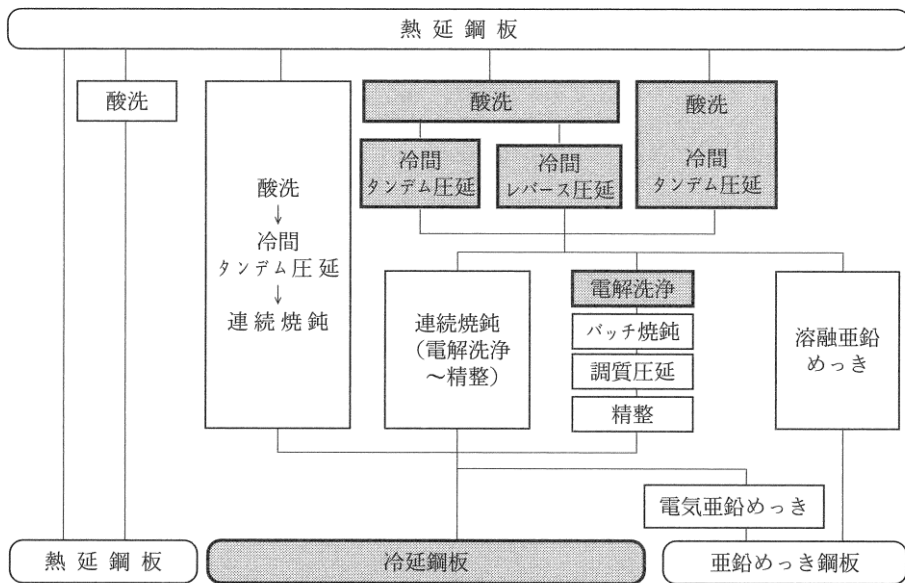 熱延鋼板
酸洗
酸洗
↓
冷間
タンデム圧延
↓
連続焼鈍
酸洗
冷間
タンデム圧延
冷間
レバース圧延
酸洗
冷間
タンデム圧延
連続焼鈍
（電解洗浄
～精整）
電解洗浄
バッチ焼鈍
調質圧延
精整
溶融亜鉛
めっき
電気亜鉛めっき
熱延鋼板
冷延鋼板
亜鉛めっき鋼板